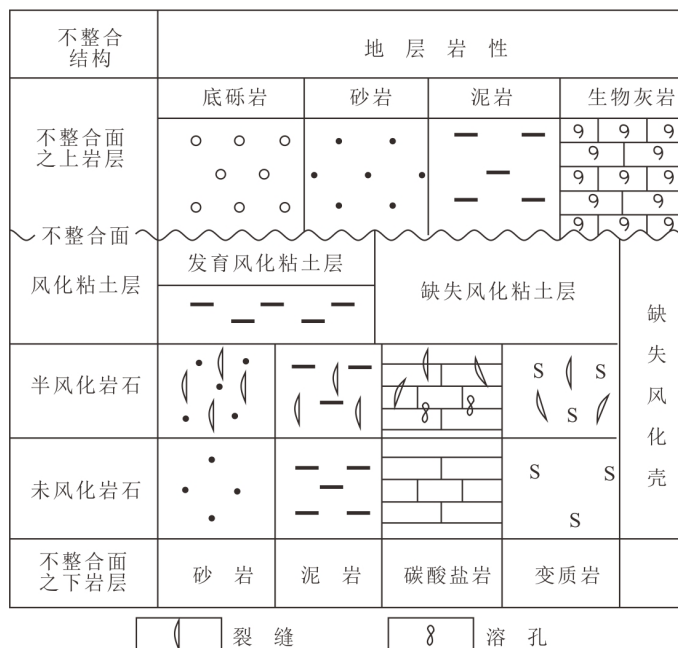 不整合
结构
地层岩性
底砾岩 砂岩 泥岩 生物灰岩
不整合面
之上岩层
不整合面
发育风化粘土层
风化粘土层
缺失风化粘土层
缺失风化壳
半风化岩石
S S
S
未风化岩石
S S
S
不整合面
之下岩层
砂岩 泥岩 碳酸盐岩 变质岩
裂缝 溶孔